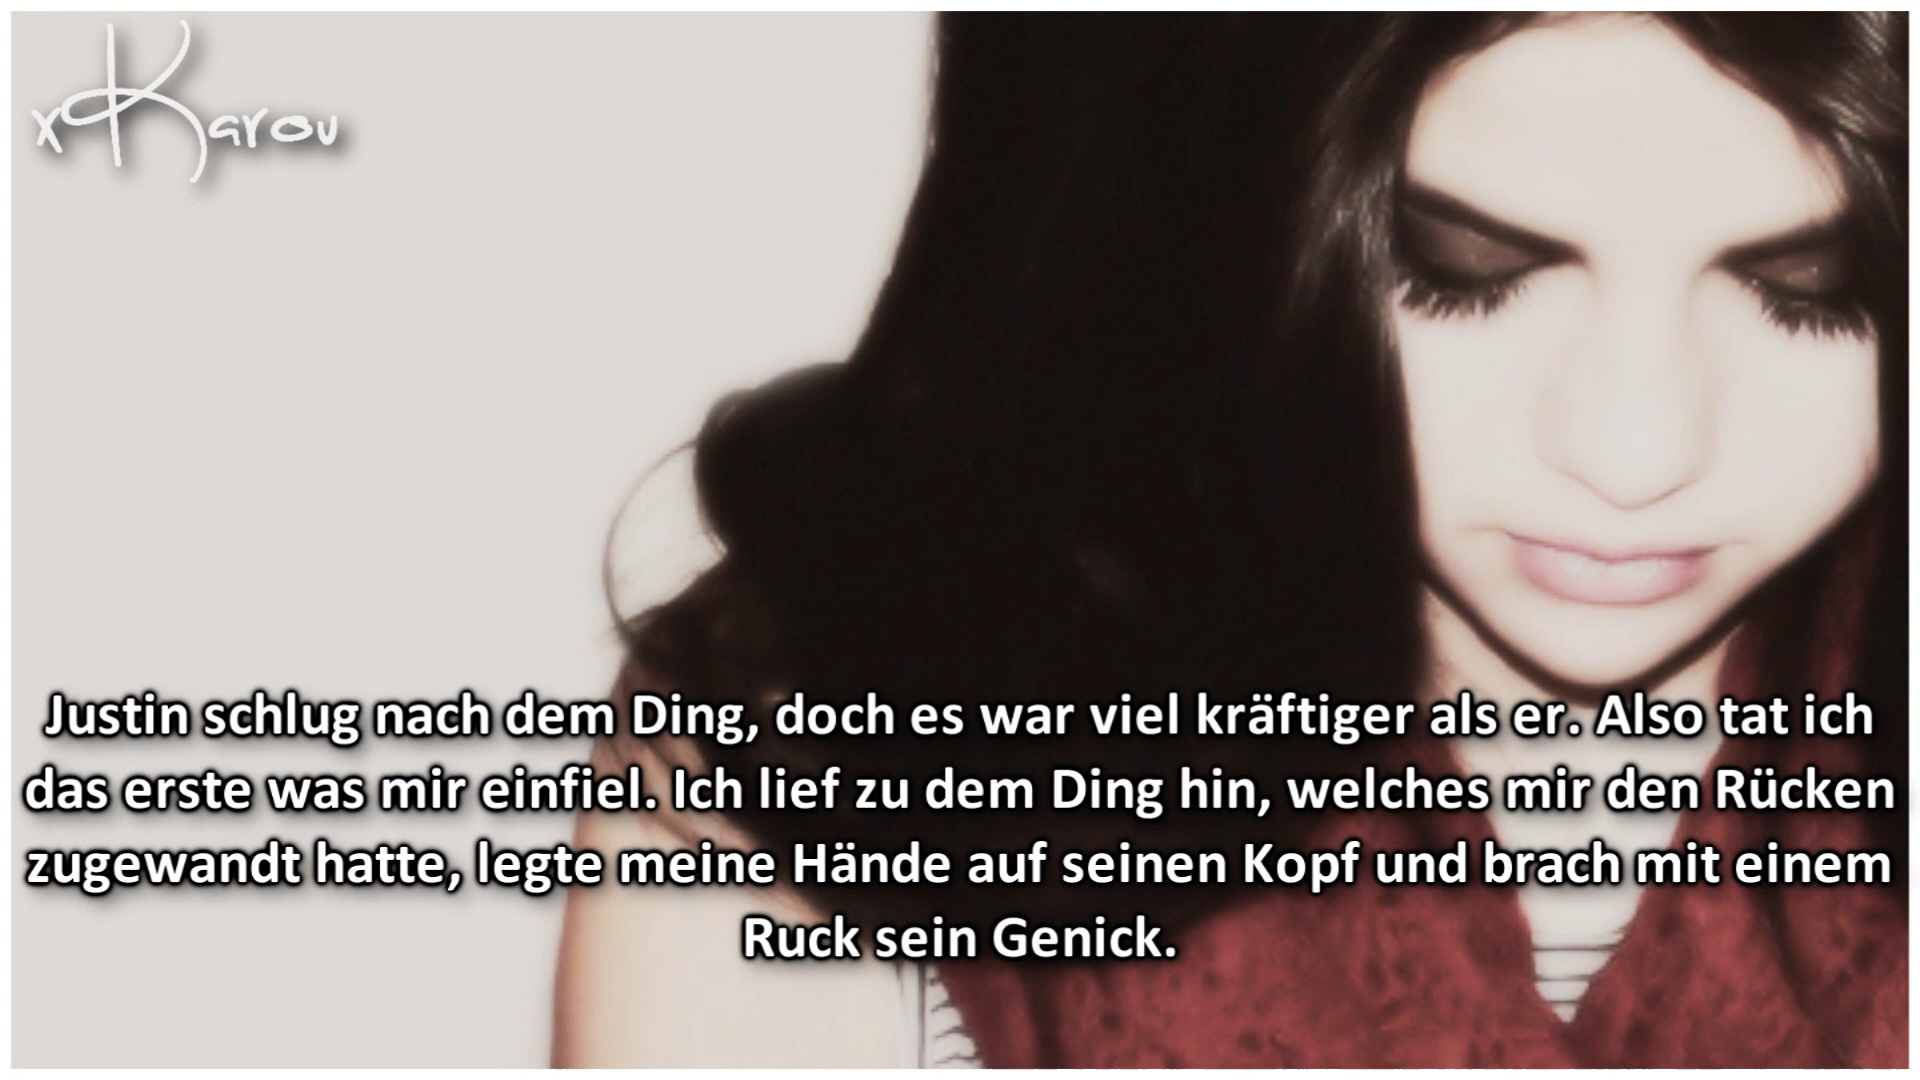 xKarou
Justin schlug nach dem Ding, doch es war viel kräftiger als er. Also tat ich
das erste was mir einfiel. Ich lief zu dem Ding hin, welches mir den Rücken
zugewandt hatte, legte meine Hände auf seinen Kopf und brach mit einem
Ruck sein Genick.